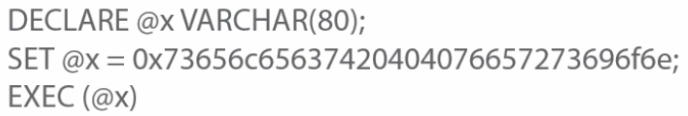 DECLARE @x VARCHAR(80);
SET @x = 0x73656c65637420404076657273696f6e;
EXEC (@x)